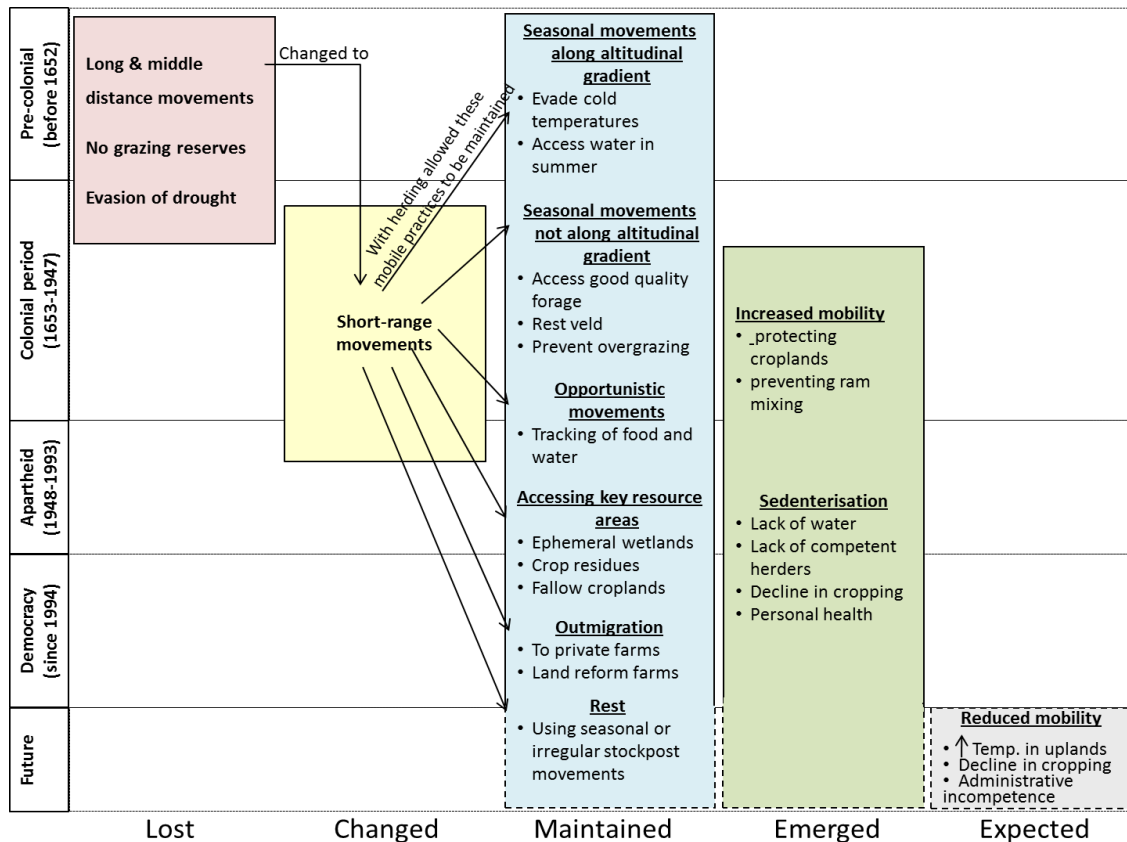 Pre-colonial
(before 1652)
Colonial period
(1653-1947)
Apartheid
(1948-1993)
Democracy
(since 1994)
Future
Long & middle
distance movements
No grazing reserves
Evasion of drought
Changed to
Short-range
movements
With herding allowed these
mobile practices to be maintained
Seasonal movements
along altitudinal
gradient
• Evade cold
temperatures
• Access water in
summer
Seasonal movements
not along altitudinal
gradient
• Access good quality
forage
• Rest veld
• Prevent overgrazing
Opportunistic
movements
• Tracking of food and
water
Accessing key resource
areas
• Ephemeral wetlands
• Crop residues
• Fallow croplands
Outmigration
• To private farms
• Land reform farms
Rest
• Using seasonal or
irregular stockpost
movements
Increased mobility
• _protecting
croplands
• preventing ram
mixing
Sedenterisation
• Lack of water
• Lack of competent
herders
• Decline in cropping
• Personal health
Reduced mobility
• ↑ Temp. in uplands
• Decline in cropping
• Administrative
incompetence
Lost
Changed
Maintained
Emerged
Expected